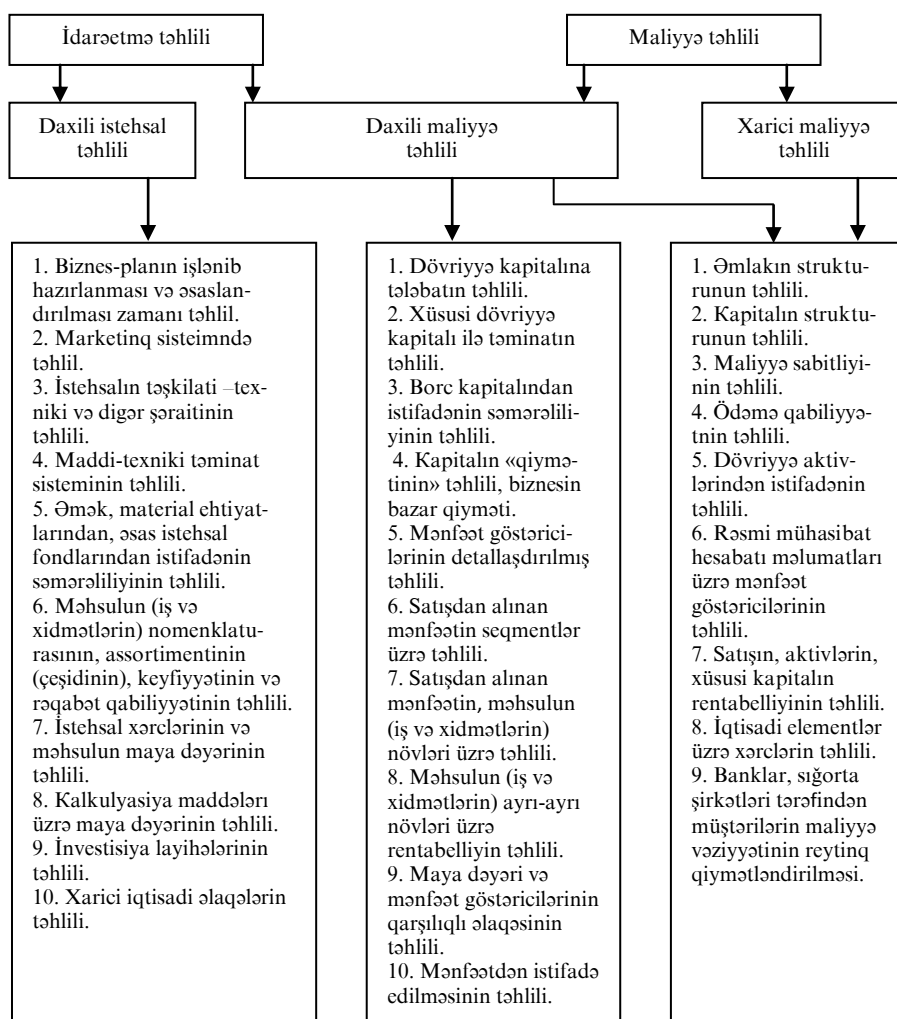 İdarəetmə təhlili
Maliyyə təhlili
Daxili istehsal
təhlili
Daxili maliyyə
təhlili
Xarici maliyyə
təhlili
1. Biznes-planın işlənib
hazırlanması və əsaslan-
dırılması zamanı təhlil.
2. Marketinq sisteimndə
təhlil.
3. İstehsalın təşkilati –tex-
niki və digər şəraitinin
təhlili.
4. Maddi-texniki təminat
sisteminin təhlili.
5. Əmək, material ehtiyat-
larından, əsas istehsal
fondlarından istifadənin
səmərəliliyinin təhlili.
6. Məhsulun (iş və
xidmətlərin) nomenklatu-
rasının, assortimentinin
(çeşidinin), keyfiyyətinin və
rəqabət qabiliyyətinin təhlili.
7. İstehsal xərclərinin və
məhsulun maya dəyərinin
təhlili.
8. Kalkulyasiya maddələrı
üzrə maya dəyərinin təhlili.
9. İnvestisiya layihələrinin
təhlili.
10. Xarici iqtisadi əlaqələrin
təhlili.
1. Dövriyyə kapitalına
tələbatın təhlili.
2. Xüsusi dövriyyə
kapitalı ilə təminatın
təhlili.
3. Borc kapitalından
istifadənin səmərəlili-
yinin təhlili.
4. Kapitalın «qiymə-
tinin» təhlili, biznesin
bazar qiyməti.
5. Mənfəət göstərici-
lərinin detallaşdırılmış
təhlili.
6. Satışdan alınan
mənfəətin seqmentlər
üzrə təhlili.
7. Satışdan alınan
mənfəətin, məhsulun
(iş və xidmətlərin)
növləri üzrə təhlili.
8. Məhsulun (iş və
xidmətlərin) ayrı-ayrı
növləri üzrə
rentabelliyin təhlili.
9. Maya dəyəri və
mənfəət göstəricilərinin
qarşılıqlı əlaqəsinin
təhlili.
10. Mənfəətdən istifadə
edilməsinin təhlili.
1. Əmlakın struktu-
runun təhlili.
2. Kapitalın struktu-
runun təhlili.
3. Maliyyə sabitliyi-
nin təhlili.
4. Ödəmə qabiliyyə-
tnin təhlili.
5. Dövriyyə aktiv-
lərindən istifadənin
təhlili.
6. Rəsmi mühasibat
hesabatı məlumatları
üzrə mənfəət
göstəricilərinin
təhlili.
7. Satışın, aktivlərin,
xüsusi kapitalın
rentabelliyinin təhlili.
8. İqtisadi elementlər
üzrə xərclərin təhlili.
9. Banklar, sığorta
şirkətləri tərəfindən
müştərilərin maliyyə
vəziyyətinin reytinq
qiymətləndirilməsi.